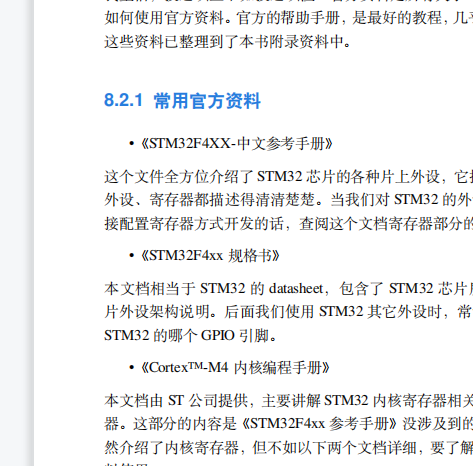 如何使用官方资料。官方的帮助手册，是最好的教程，几
这些资料已整理到了本书附录资料中。
8.2.1 常用官方资料
• 《STM32F4XX-中文参考手册》
这个文件全方位介绍了 STM32 芯片的各种片上外设，它
外设、寄存器都描述得清清楚楚。当我们对 STM32 的外
接配置寄存器方式开发的话，查阅这个文档寄存器部分的
• 《STM32F4xx 规格书》
本文档相当于 STM32 的 datasheet，包含了 STM32 芯片
片外设架构说明。后面我们使用 STM32 其它外设时，常
STM32 的哪个 GPIO 引脚。
• 《Cortex™-M4 内核编程手册》
本文档由 ST 公司提供，主要讲解 STM32 内核寄存器相关
器。这部分的内容是《STM32F4xx 参考手册》没涉及到的
然介绍了内核寄存器，但不如以下两个文档详细，要了解